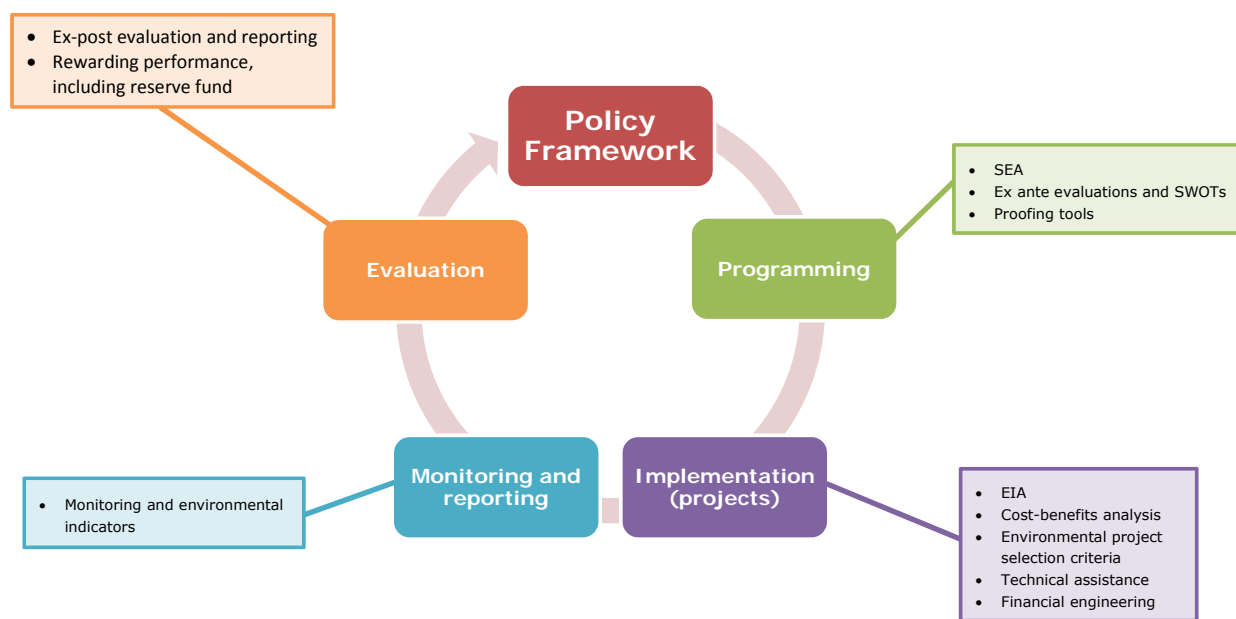 • Ex-post evaluation and reporting
• Rewarding performance,
including reserve fund
Policy
Framework
• SEA
• Ex ante evaluations and SWOTs
• Proofing tools
Evaluation
Programming
Monitoring and
reporting
Implementation
(projects)
• Monitoring and environmental
indicators
• EIA
• Cost-benefits analysis
• Environmental project
selection criteria
• Technical assistance
• Financial engineering